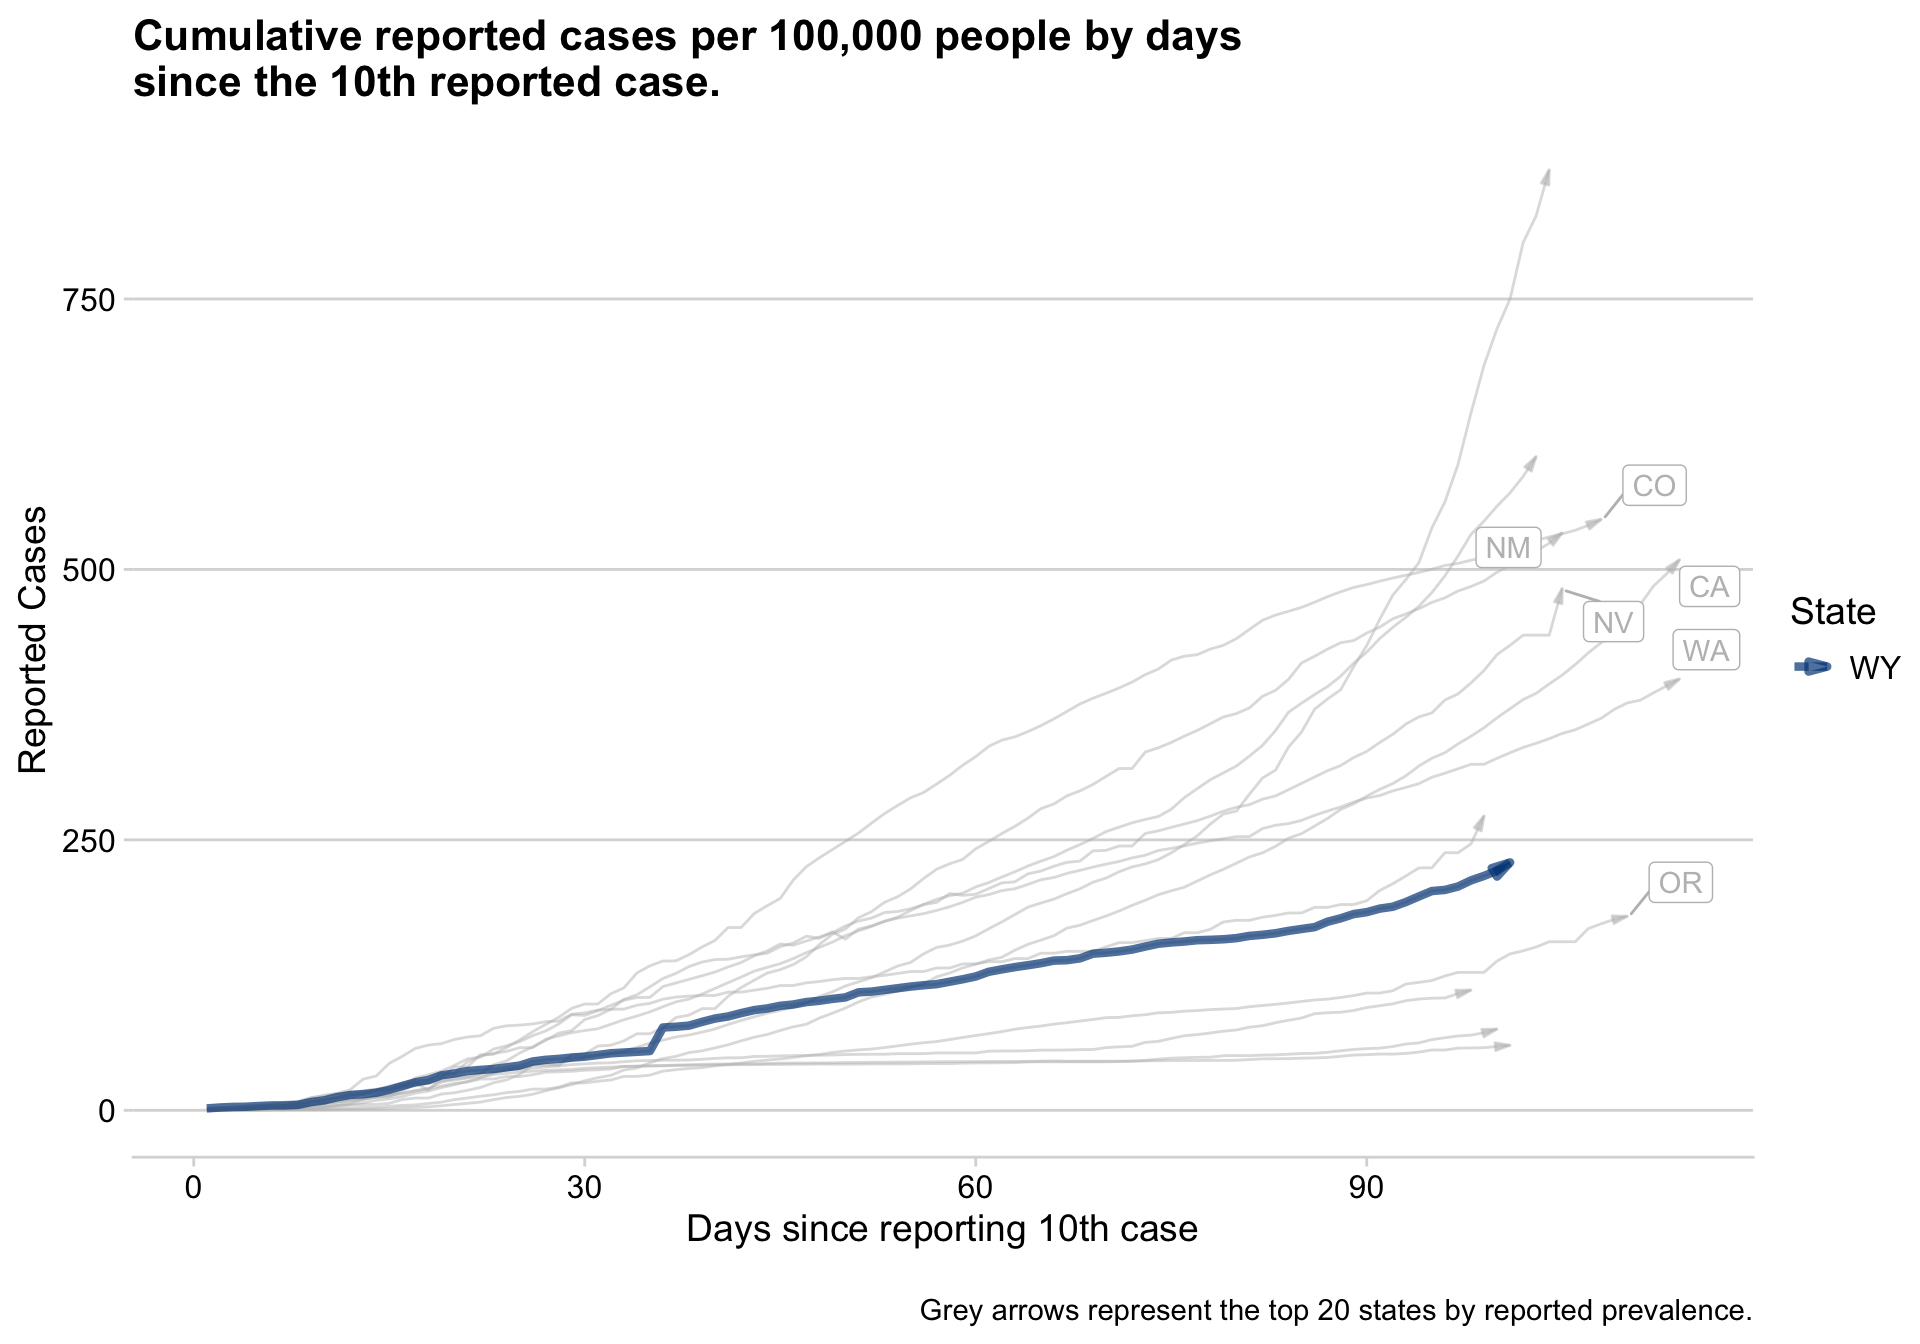 Cumulative reported cases per 100,000 people by days
since the 10th reported case.
Reported Cases
750
500
250
0
CO
NM
CA
NV
WA
OR
State
WY
0
30
60
90
Days since reporting 10th case
Grey arrows represent the top 20 states by reported prevalence.